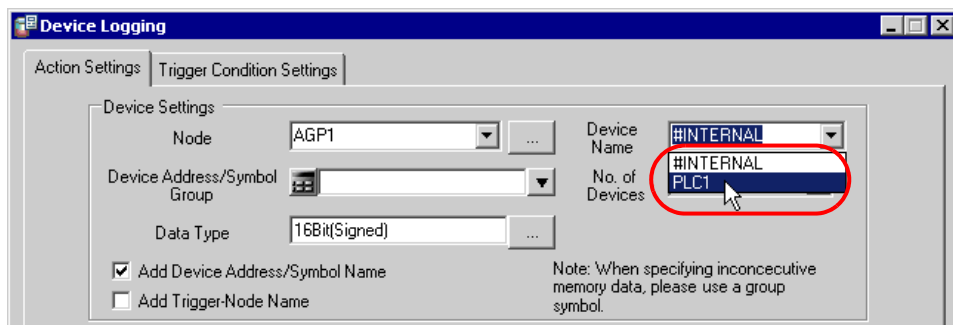 Device Logging
Action Settings
Trigger Condition Settings
Device Settings
Node
AGP1
...
Device
Name
#INTERNAL
#INTERNAL
PLC1
Device Address/Symbol
Group
No. of
Devices
Data Type
16Bit(Signed)
...
Add Device Address/Symbol Name
Add Trigger-Node Name
Note: When specifying inconcecutive
memory data, please use a group
symbol.